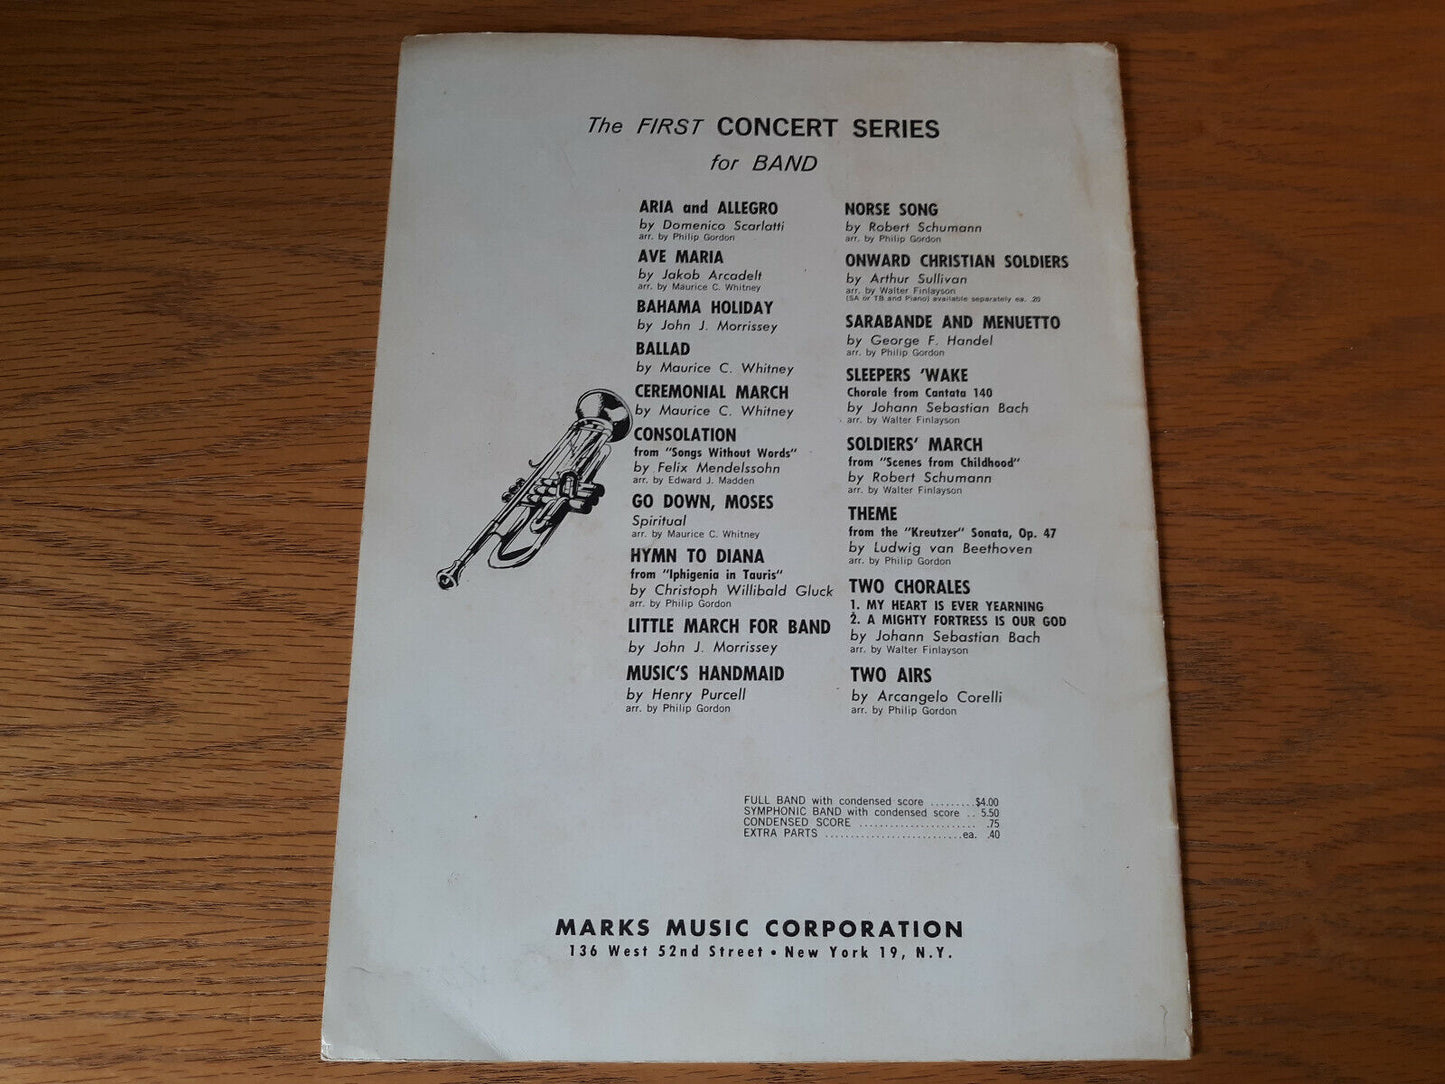 The FIRST CONCERT SERIES
for BAND
ARIA and ALLEGRO
by Domenico Scarlatti
arr. by Philip Gordon
AVE MARIA
by Jakob Arcadelt
arr. by Maurice C. Whitney
BAHAMA HOLIDAY
by John J. Morrissey
BALLAD
by Maurice C. Whitney
CEREMONIAL MARCH
by Maurice C. Whitney
CONSOLATION
from "Songs Without Words"
by Felix Mendelssohn
arr. by Edward J. Madden
GO DOWN, MOSES
Spiritual
arr. by Maurice C. Whitney
HYMN TO DIANA
from "Iphigenia in Tauris"
by Christoph Willibald Gluck
arr. by Philip Gordon
LITTLE MARCH FOR BAND
by John J. Morrissey
MUSIC'S HANDMAID
by Henry Purcell
arr. by Philip Gordon
NORSE SONG
by Robert Schumann
arr. by Philip Gordon
ONWARD CHRISTIAN SOLDIERS
by Arthur Sullivan
arr. by Walter Finlayson
(SA or TB and Piano) available separately ea. .20
SARABANDE AND MENUETTO
by George F. Handel
arr. by Philip Gordon
SLEEPERS 'WAKE
Chorale from Cantata 140
by Johann Sebastian Bach
arr. by Walter Finlayson
SOLDIERS' MARCH
from "Scenes from Childhood"
by Robert Schumann
arr. by Walter Finlayson
THEME
from the "Kreutzer" Sonata, Op. 47
by Ludwig van Beethoven
arr. by Philip Gordon
TWO CHORALES
1. MY HEART IS EVER YEARNING
2. A MIGHTY FORTRESS IS OUR GOD
by Johann Sebastian Bach
arr. by Walter Finlayson
TWO AIRS
by Arcangelo Corelli
arr. by Philip Gordon
FULL BAND with condensed score .........$4.00
SYMPHONIC BAND with condensed score .. 5.50
CONDENSED SCORE ....................... .75
EXTRA PARTS ...........................ea. .40
MARKS MUSIC CORPORATION
136 West 52nd Street • New York 19, N.Y.